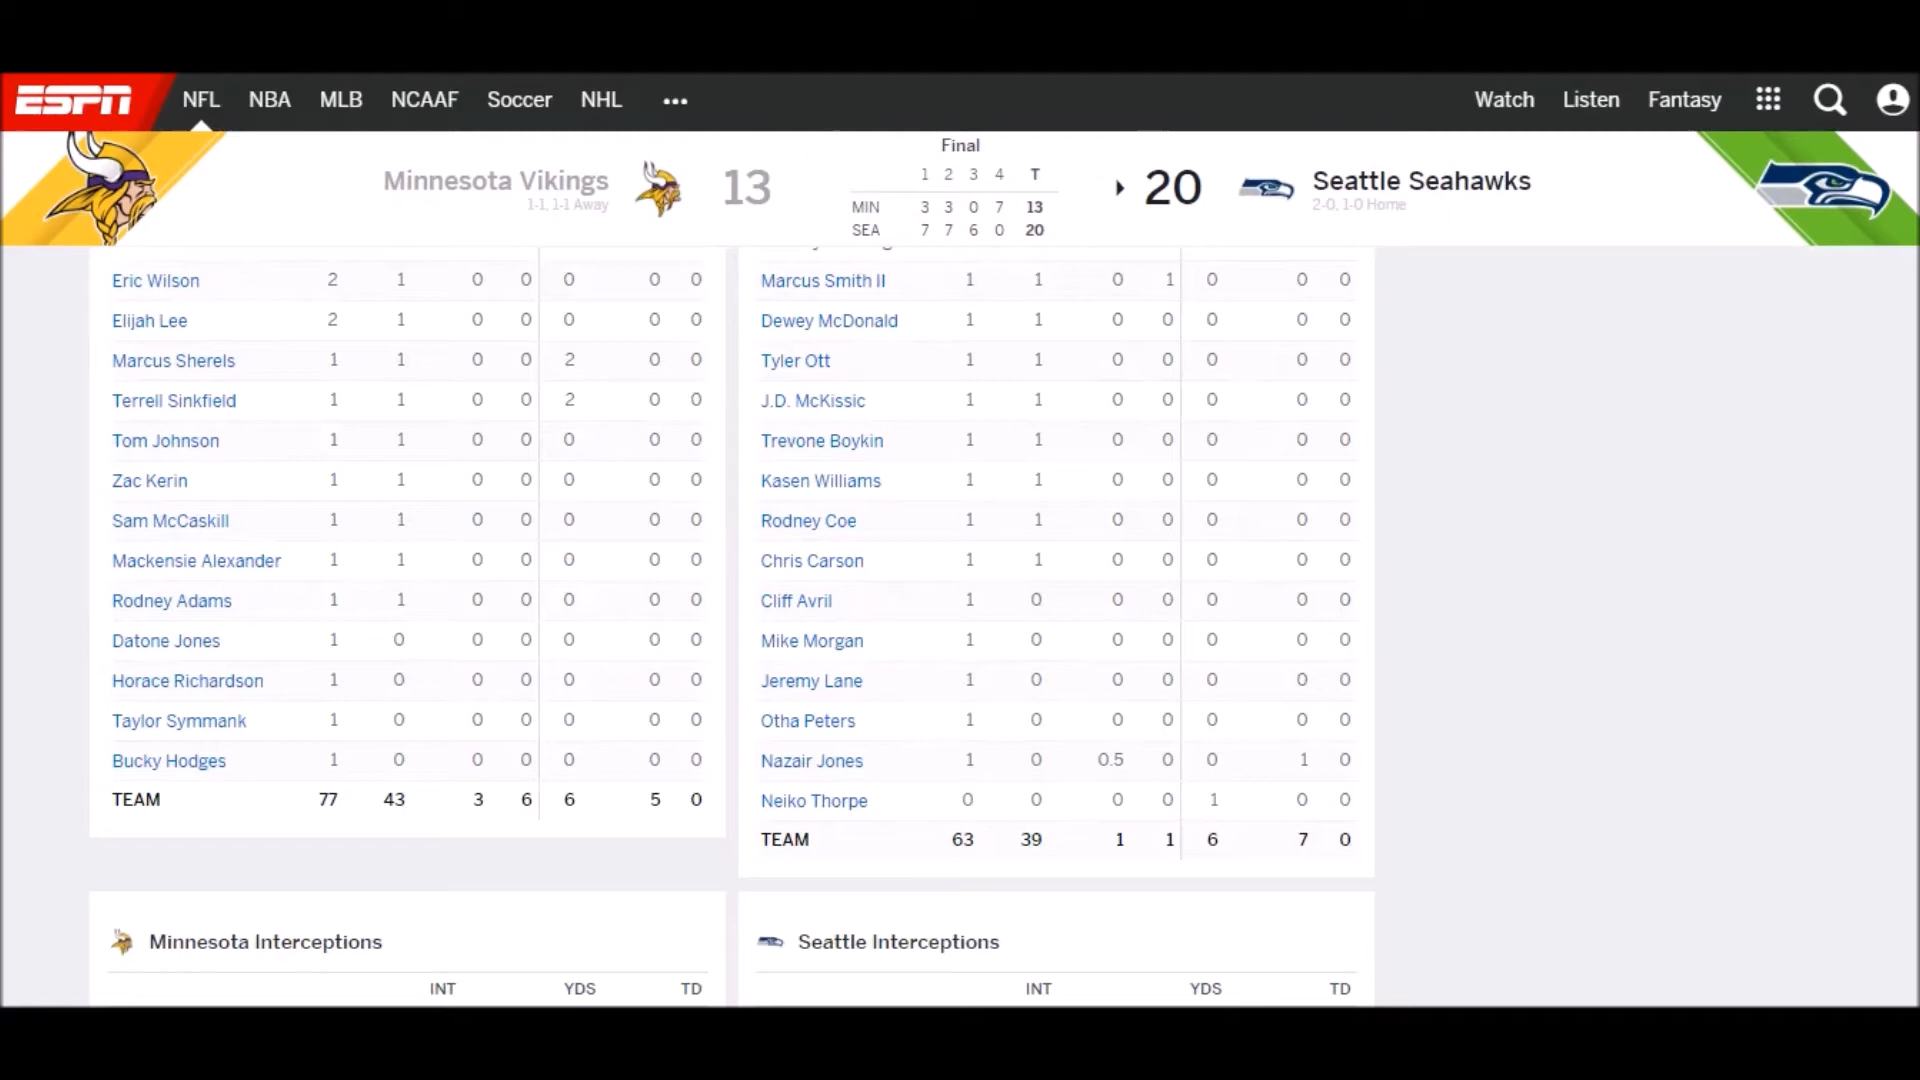 ESPN NFL NBA MLB NCAAF Soccer NHL ••• Watch Listen Fantasy
Final
Minnesota Vikings 13
1-1, 1-1 Away
1 2 3 4 T
MIN 3 3 0 7 13
SEA 7 7 6 0 20
20 Seattle Seahawks
2-0, 1-0 Home
Eric Wilson 2 1 0 0 0 0 0
Elijah Lee 2 1 0 0 0 0 0
Marcus Sherels 1 1 0 0 2 0 0
Terrell Sinkfield 1 1 0 0 2 0 0
Tom Johnson 1 1 0 0 0 0 0
Zac Kerin 1 1 0 0 0 0 0
Sam McCaskill 1 1 0 0 0 0 0
Mackensie Alexander 1 1 0 0 0 0 0
Rodney Adams 1 1 0 0 0 0 0
Datone Jones 1 0 0 0 0 0 0
Horace Richardson 1 0 0 0 0 0 0
Taylor Symmank 1 0 0 0 0 0 0
Bucky Hodges 1 0 0 0 0 0 0
TEAM 77 43 3 6 6 5 0
Marcus Smith II 1 1 0 1 0 0 0
Dewey McDonald 1 1 0 0 0 0 0
Tyler Ott 1 1 0 0 0 0 0
J.D. McKissic 1 1 0 0 0 0 0
Trevone Boykin 1 1 0 0 0 0 0
Kasen Williams 1 1 0 0 0 0 0
Rodney Coe 1 1 0 0 0 0 0
Chris Carson 1 1 0 0 0 0 0
Cliff Avril 1 0 0 0 0 0 0
Mike Morgan 1 0 0 0 0 0 0
Jeremy Lane 1 0 0 0 0 0 0
Otha Peters 1 0 0 0 0 0 0
Nazair Jones 1 0 0.5 0 0 1 0
Neiko Thorpe 0 0 0 0 1 0 0
TEAM 63 39 1 1 6 7 0
Minnesota Interceptions
INT YDS TD
Seattle Interceptions
INT YDS TD